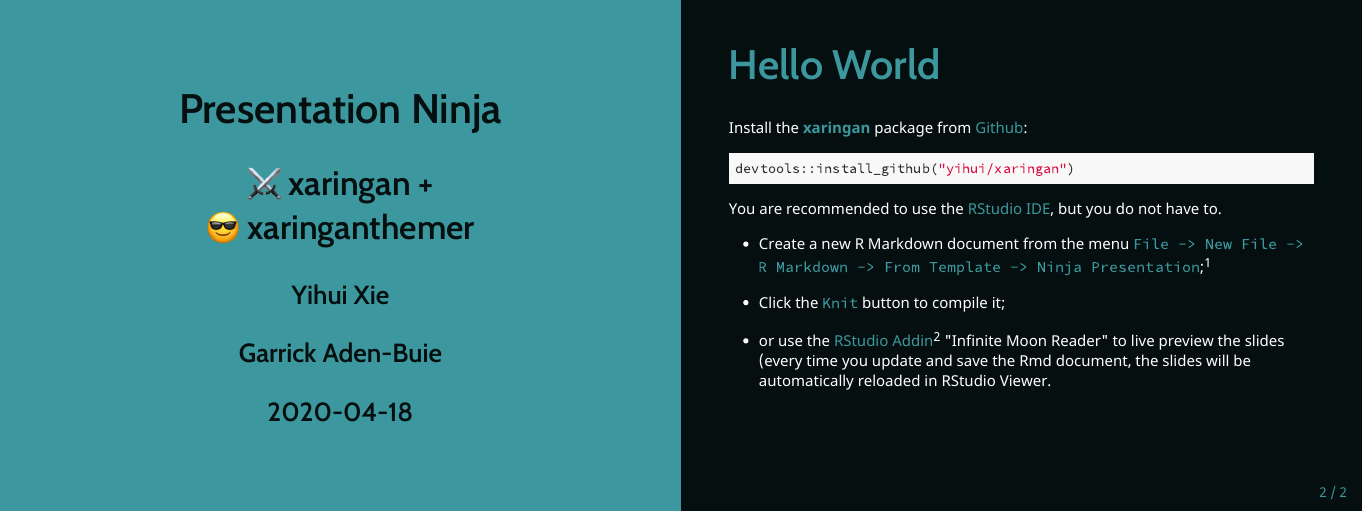 Presentation Ninja
⚔️ xaringan +
😎 xaringanthemer
Yihui Xie
Garrick Aden-Buie
2020-04-18
Hello World
Install the xaringan package from Github:
devtools::install_github("yihui/xaringan")
You are recommended to use the RStudio IDE, but you do not have to.
• Create a new R Markdown document from the menu File -> New File ->
R Markdown -> From Template -> Ninja Presentation;1
• Click the Knit button to compile it;
• or use the RStudio Addin2 "Infinite Moon Reader" to live preview the slides
(every time you update and save the Rmd document, the slides will be
automatically reloaded in RStudio Viewer.
2 / 2